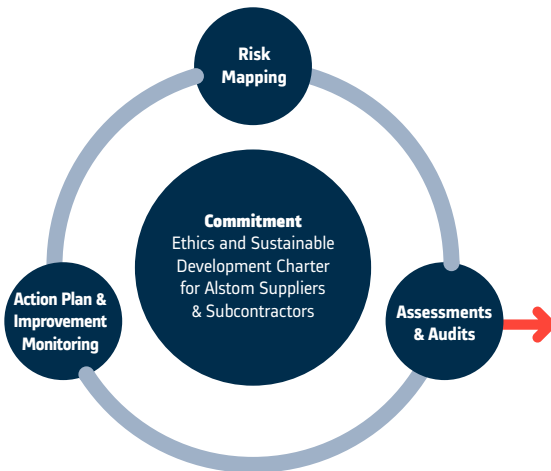 Risk
Mapping
Commitment
Ethics and Sustainable
Development Charter
for Alstom Suppliers
& Subcontractors
Action Plan &
Improvement
Monitoring
Assessments
& Audits